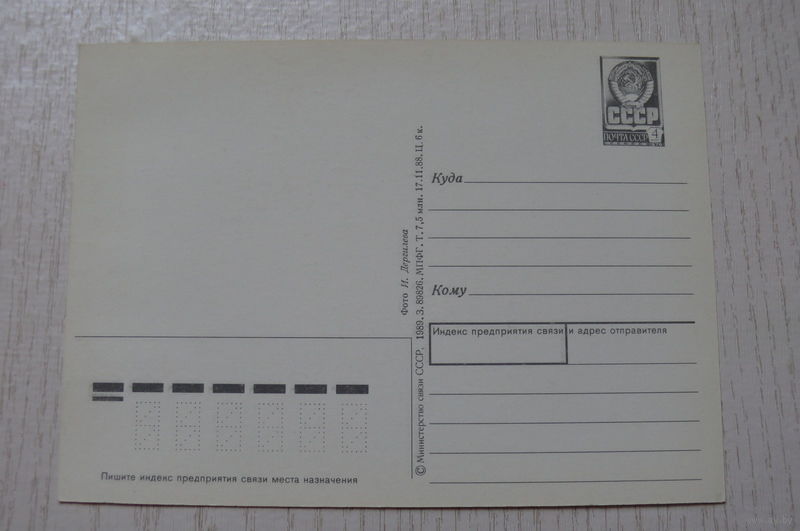 СССР
ПОЧТА СССР 4
Куда
Кому
Индекс предприятия связи и адрес отправителя
Фото И. Дергилева
© Министерство связи СССР, 1989. З. 89826. МПФГ. Т. 7,5 млн. 17.11.88. Ц. 6 к.
Пишите индекс предприятия связи места назначения